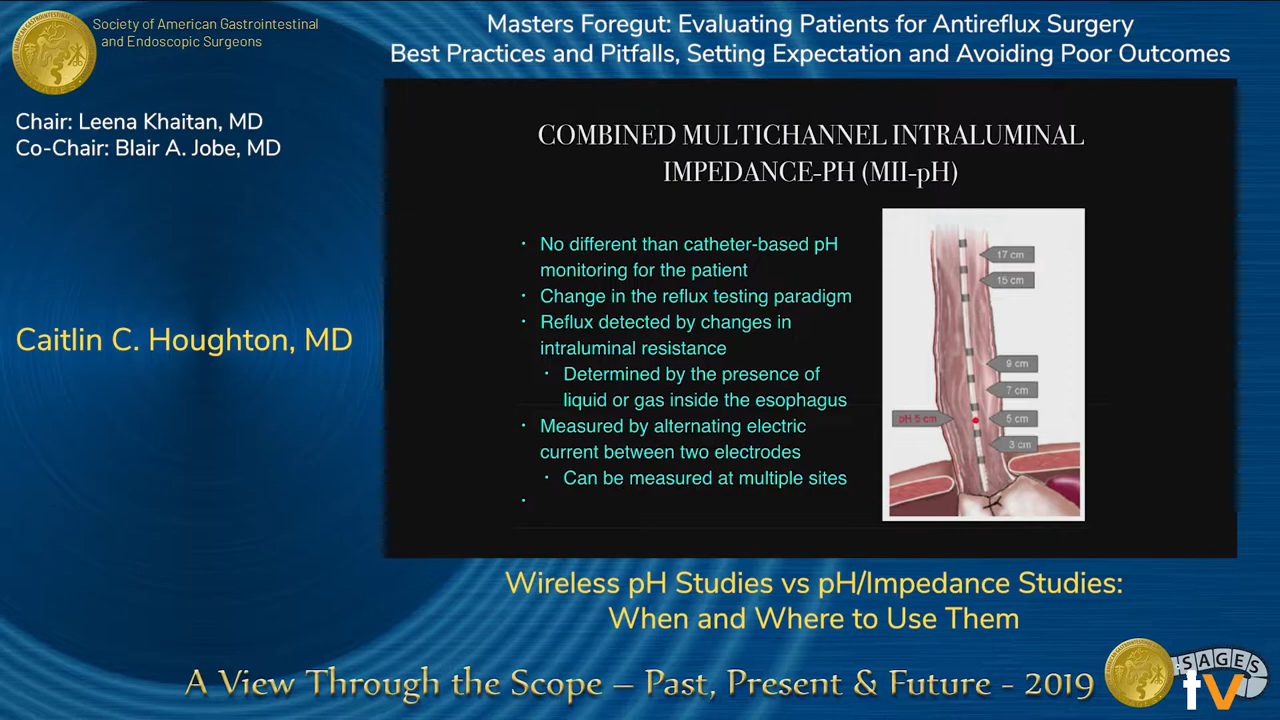 Society of American Gastrointestinal
and Endoscopic Surgeons
Masters Foregut: Evaluating Patients for Antireflux Surgery
Best Practices and Pitfalls, Setting Expectation and Avoiding Poor Outcomes
Chair: Leena Khaitan, MD
Co-Chair: Blair A. Jobe, MD
Caitlin C. Houghton, MD
COMBINED MULTICHANNEL INTRALUMINAL
IMPEDANCE-PH (MII-pH)
· No different than catheter-based pH
monitoring for the patient
· Change in the reflux testing paradigm
· Reflux detected by changes in
intraluminal resistance
· Determined by the presence of
liquid or gas inside the esophagus
· Measured by alternating electric
current between two electrodes
· Can be measured at multiple sites
·
17 cm
15 cm
9 cm
7 cm
pH 5 cm
5 cm
3 cm
Wireless pH Studies vs pH/Impedance Studies:
When and Where to Use Them
A View Through the Scope – Past, Present & Future - 2019
SAGES
tv